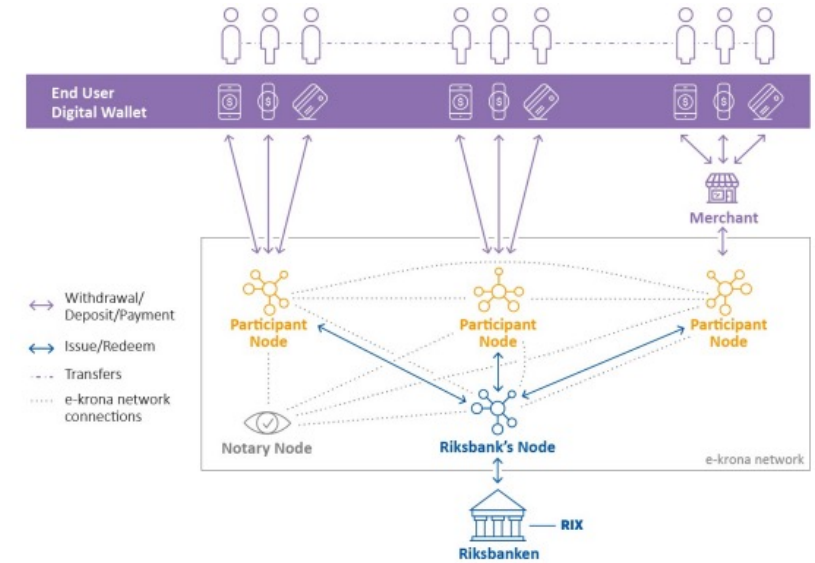 End User
Digital Wallet
Merchant
Withdrawal/
Deposit/Payment
Issue/Redeem
Transfers
e-krona network
connections
Participant
Node
Participant
Node
Participant
Node
Notary Node
Riksbank's Node
e-krona network
RIX
Riksbanken